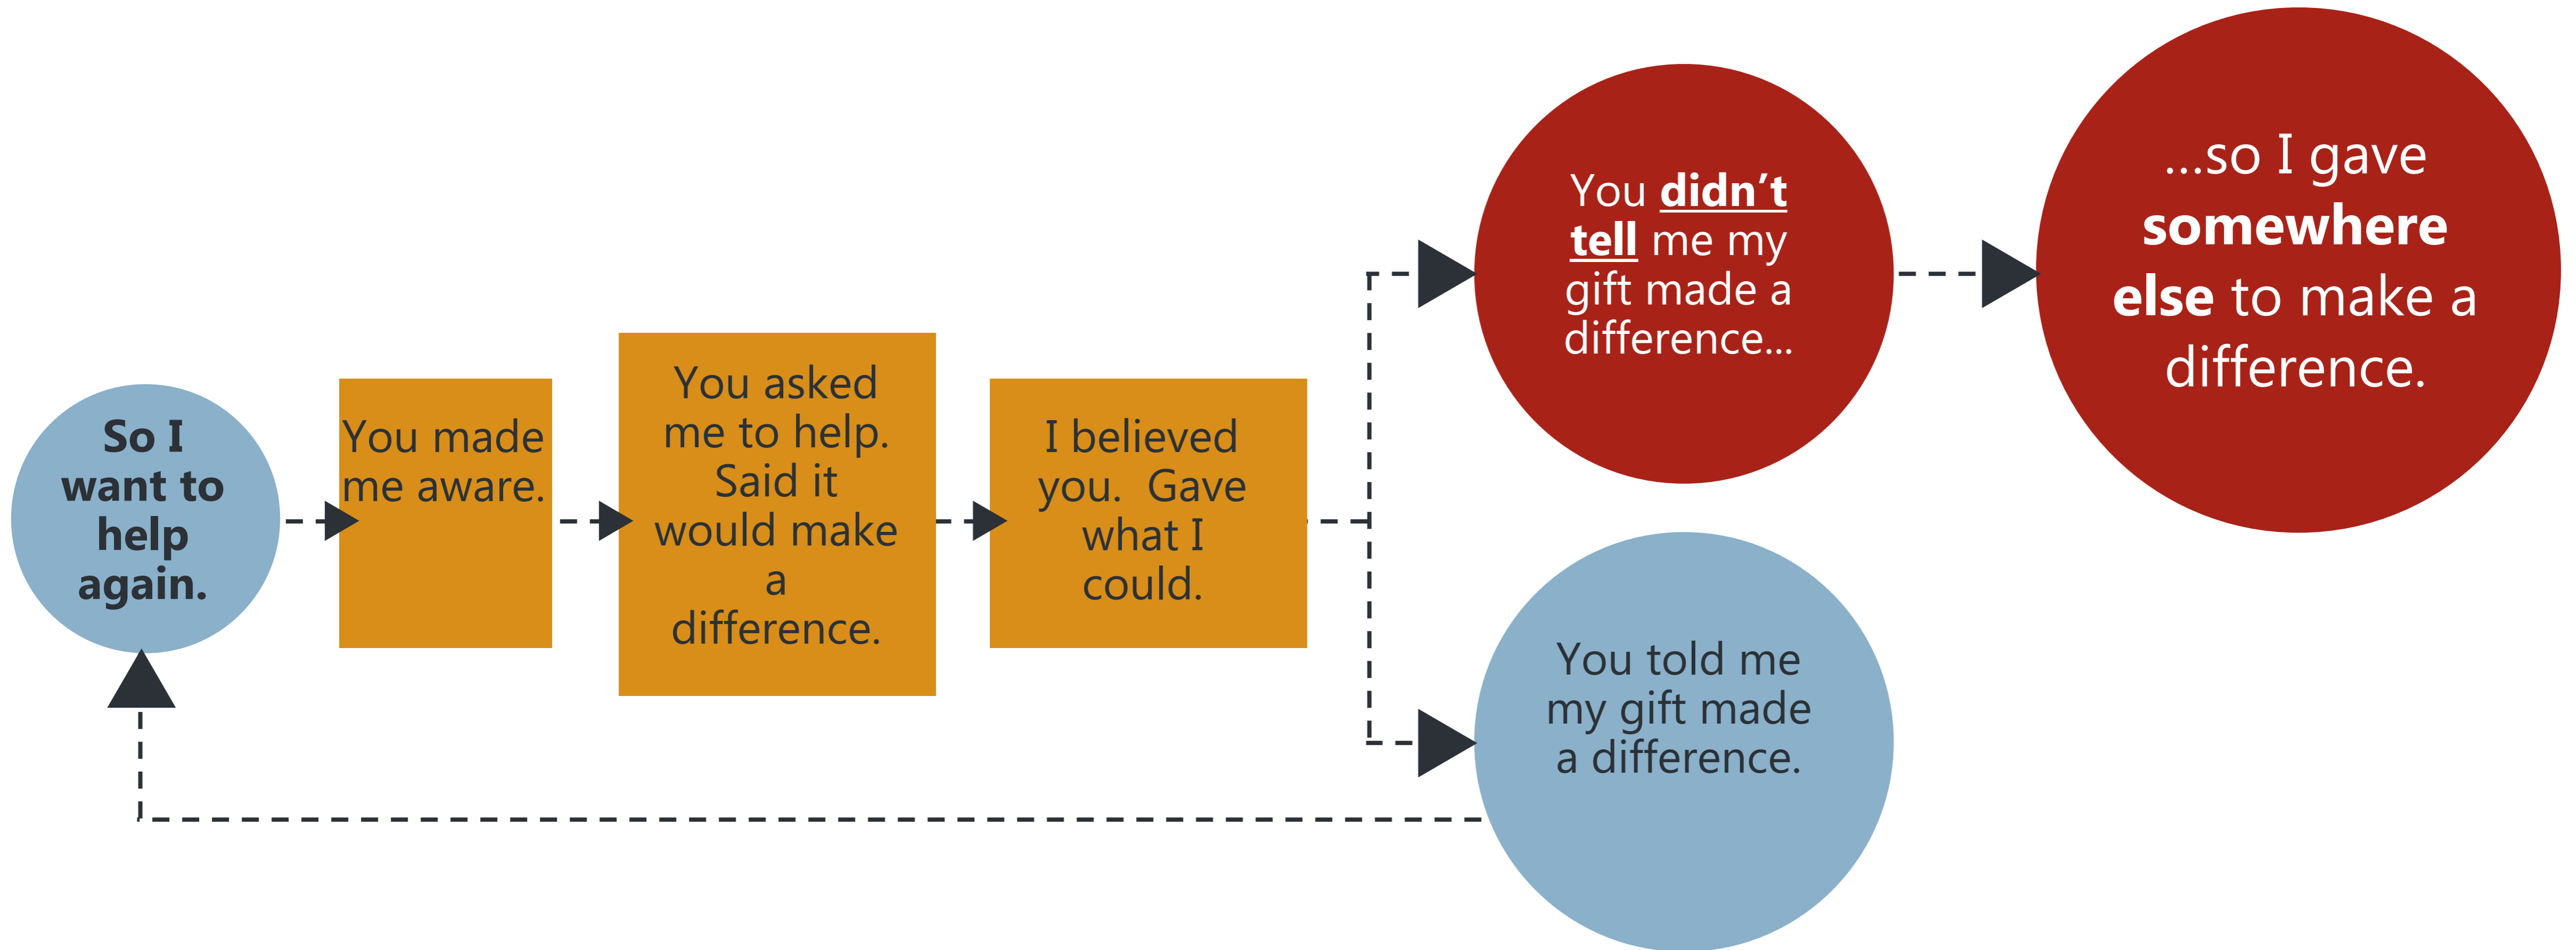 So I
want to
help
again.
You made
me aware.
You asked
me to help.
Said it
would make
a
difference.
I believed
you.  Gave
what I
could.
You didn't
tell me my
gift made a
difference...
...so I gave
somewhere
else to make a
difference.
You told me
my gift made
a difference.